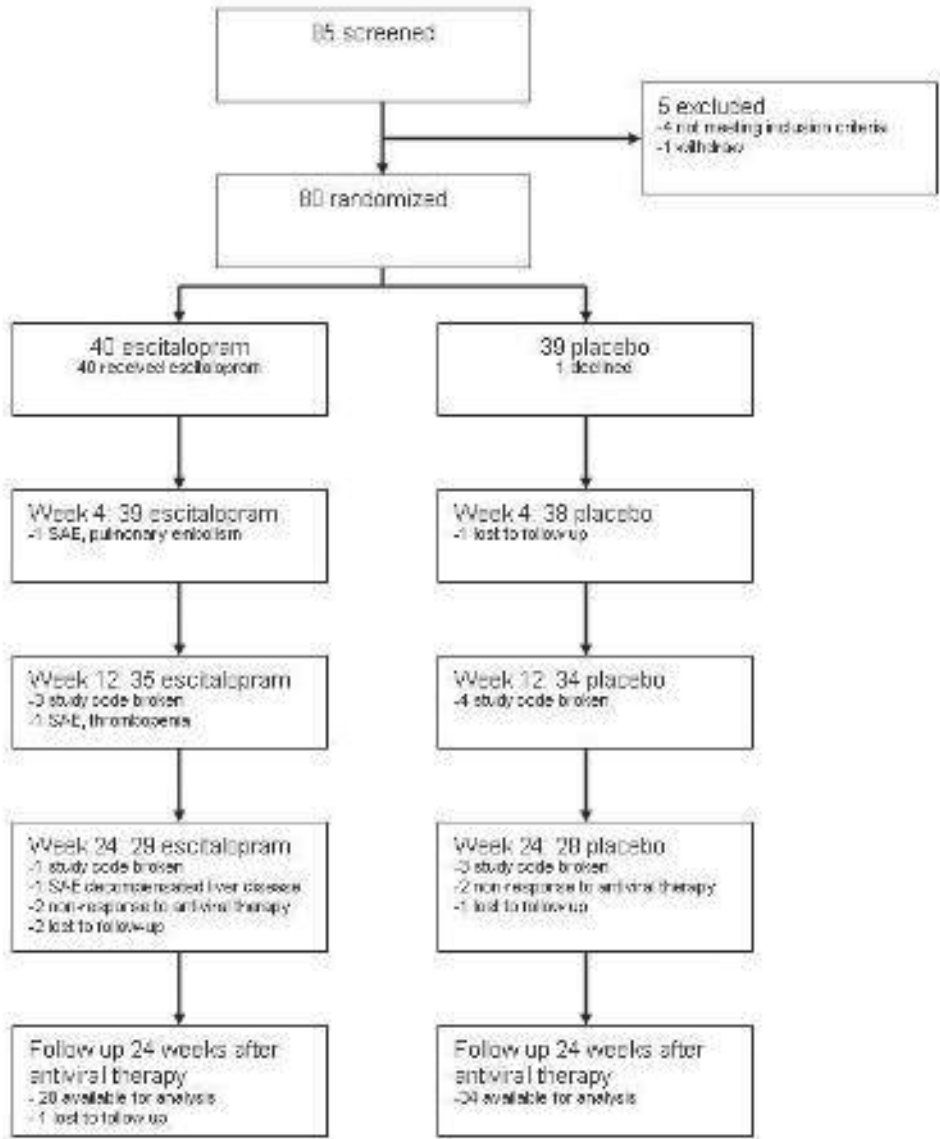 85 screened
5 excluded
-4 not meeting inclusion criteria
-1 withdraw
80 randomized
40 escitalopram
40 received escitalopram
39 placebo
1 declined
Week 4: 39 escitalopram
-1 SAE, pulmonary embolism
Week 4: 38 placebo
-1 lost to follow up
Week 12: 35 escitalopram
-3 study code broken
-1 SAE, thrombopenia
Week 12: 34 placebo
-4 study code broken
Week 24: 29 escitalopram
-1 study code broken
-1 SAE decompensated liver disease
-2 non-response to antiviral therapy
-2 lost to follow-up
Week 24: 28 placebo
-3 study code broken
-2 non-response to antiviral therapy
-1 lost to follow up
Follow up 24 weeks after
antiviral therapy
- 28 available for analysis
- 1 lost to follow up
Follow up 24 weeks after
antiviral therapy
-34 available for analysis